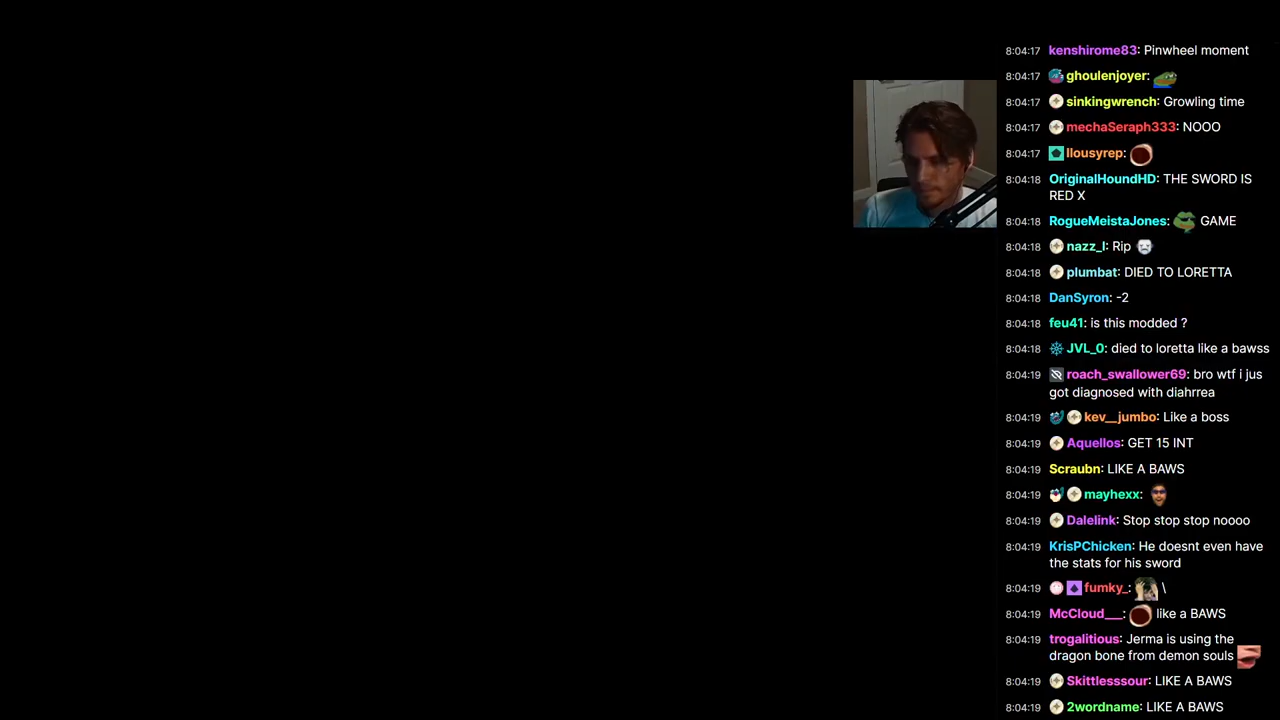 8:04:17 kenshirome83: Pinwheel moment
8:04:17 ghoulenjoyer:
8:04:17 sinkingwrench: Growling time
8:04:17 mechaSeraph333: NOOO
8:04:17 llousyrep:
8:04:18 OriginalHoundHD: THE SWORD IS
RED X
8:04:18 RogueMeistaJones: GAME
8:04:18 nazz_l: Rip
8:04:18 plumbat: DIED TO LORETTA
8:04:18 DanSyron: -2
8:04:18 feu41: is this modded ?
8:04:18 JVL_0: died to loretta like a bawss
8:04:19 roach_swallower69: bro wtf i jus
got diagnosed with diahrrea
8:04:19 kev__jumbo: Like a boss
8:04:19 Aquellos: GET 15 INT
8:04:19 Scraubn: LIKE A BAWS
8:04:19 mayhexx:
8:04:19 Dalelink: Stop stop stop noooo
8:04:19 KrisPChicken: He doesnt even have
the stats for his sword
8:04:19 fumky_: \
8:04:19 McCloud___: like a BAWS
8:04:19 trogalitious: Jerma is using the
dragon bone from demon souls
8:04:19 Skittlesssour: LIKE A BAWS
8:04:19 2wordname: LIKE A BAWS